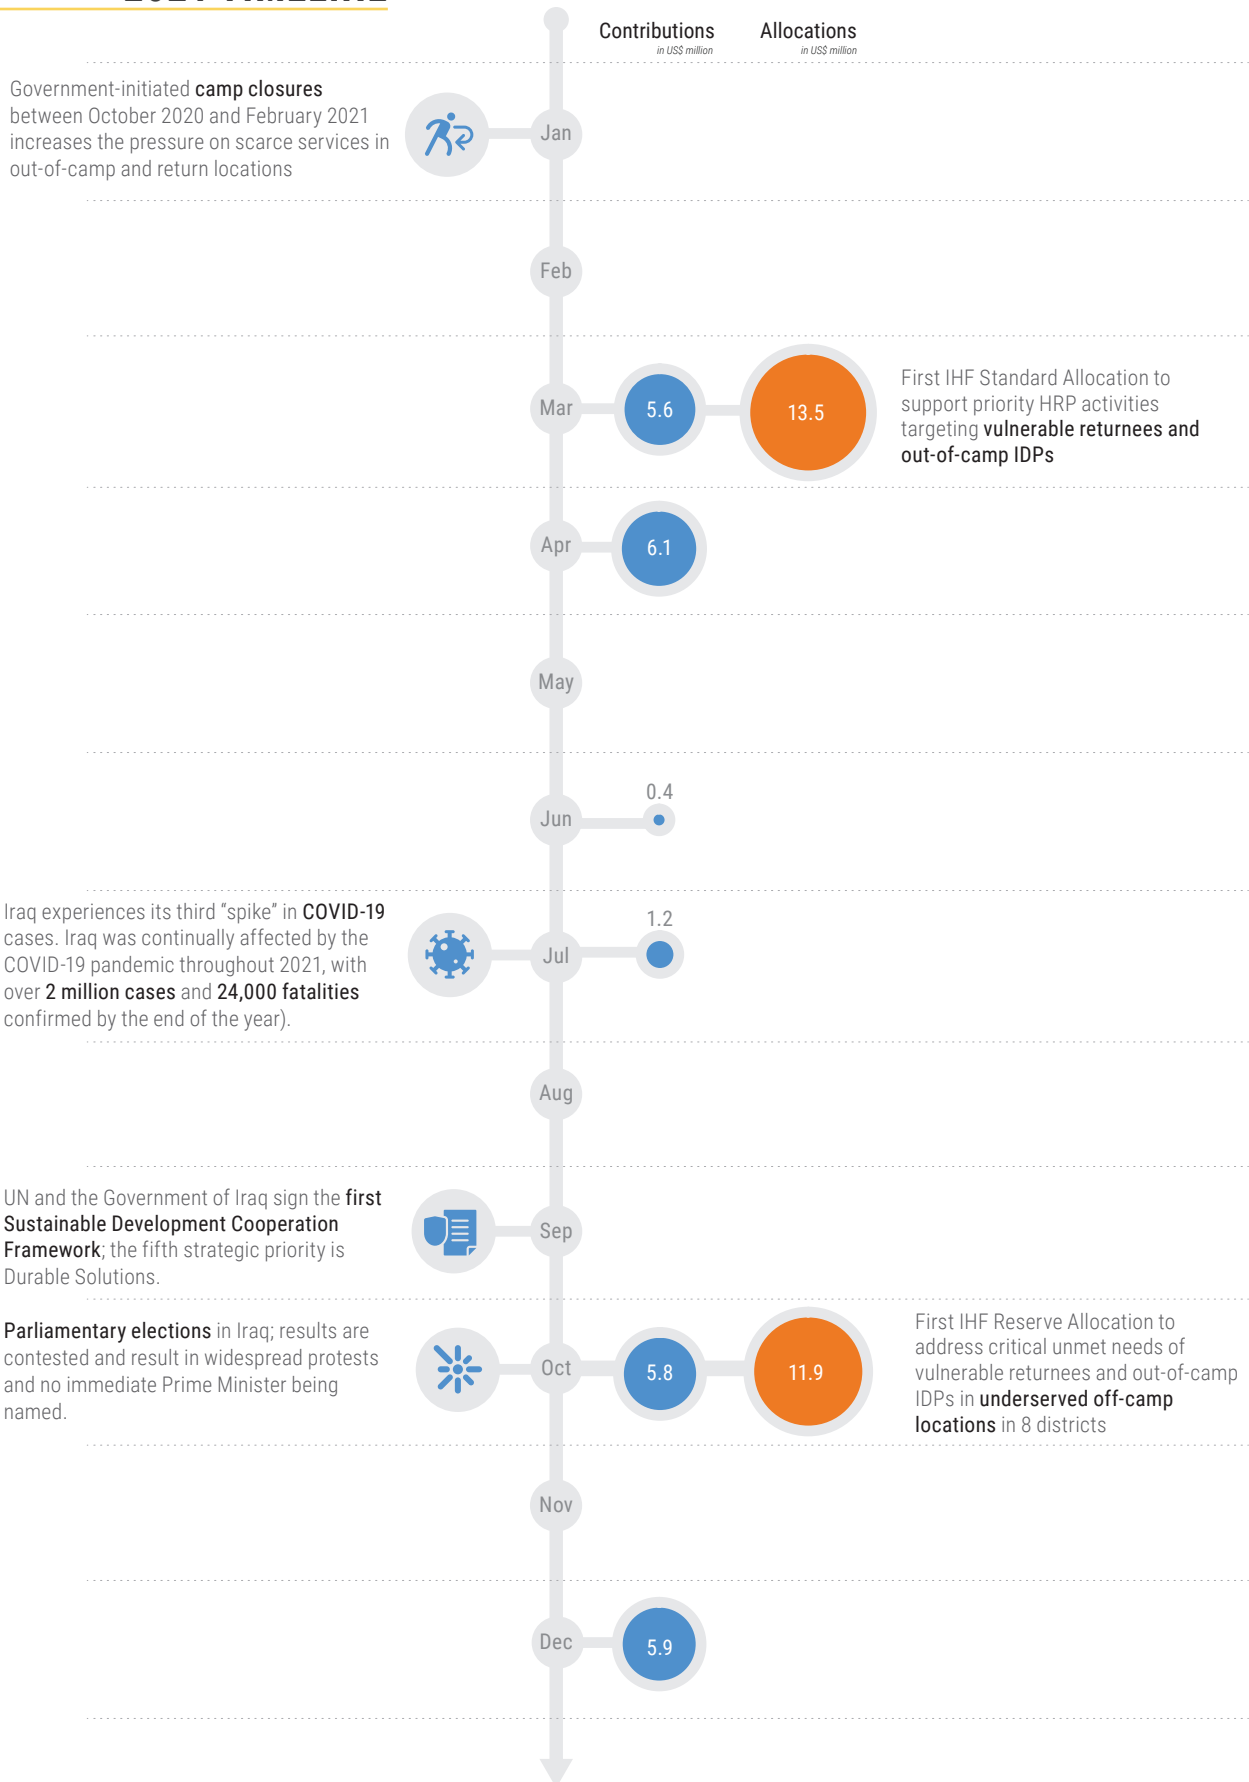 2021 TIMELINE
Contributions
in US$ million
Allocations
in US$ million
Government-initiated camp closures
between October 2020 and February 2021
increases the pressure on scarce services in
out-of-camp and return locations
Jan
Feb
Mar
5.6
13.5
First IHF Standard Allocation to
support priority HRP activities
targeting vulnerable returnees and
out-of-camp IDPs
Apr
6.1
May
Jun
0.4
Iraq experiences its third “spike” in COVID-19
cases. Iraq was continually affected by the
COVID-19 pandemic throughout 2021, with
over 2 million cases and 24,000 fatalities
confirmed by the end of the year).
Jul
1.2
Aug
UN and the Government of Iraq sign the first
Sustainable Development Cooperation
Framework; the fifth strategic priority is
Durable Solutions.
Sep
Parliamentary elections in Iraq; results are
contested and result in widespread protests
and no immediate Prime Minister being
named.
Oct
5.8
11.9
First IHF Reserve Allocation to
address critical unmet needs of
vulnerable returnees and out-of-camp
IDPs in underserved off-camp
locations in 8 districts
Nov
Dec
5.9